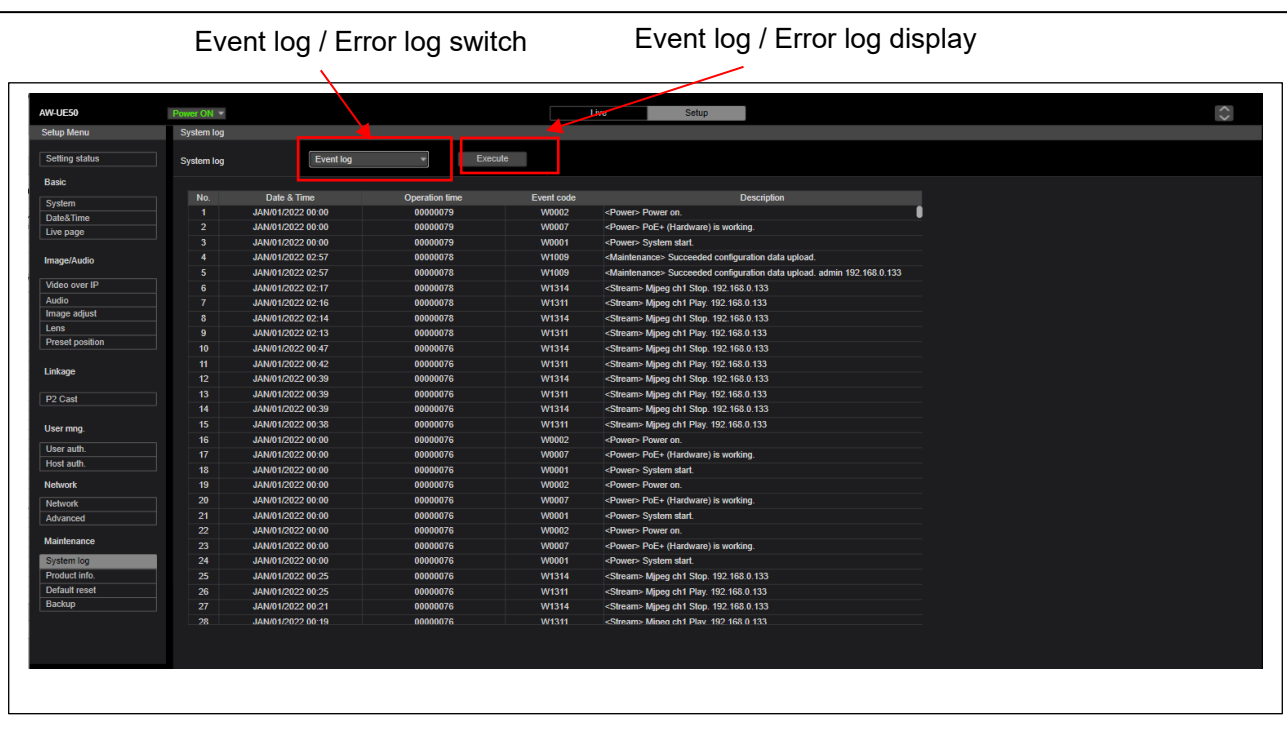 Event log / Error log switch
Event log / Error log display
AW-UE50 Power ON Live Setup
Setup Menu System log
Setting status
System log Event log Execute
Basic
System
Date&Time
Live page
Image/Audio
Video over IP
Audio
Image adjust
Lens
Preset position
Linkage
P2 Cast
User mng.
User auth.
Host auth.
Network
Network
Advanced
Maintenance
System log
Product info.
Default reset
Backup
No. Date & Time Operation time Event code Description
1 JAN/01/2022 00:00 00000079 W0002 <Power> Power on.
2 JAN/01/2022 00:00 00000079 W0007 <Power> PoE+ (Hardware) is working.
3 JAN/01/2022 00:00 00000079 W0001 <Power> System start.
4 JAN/01/2022 02:57 00000078 W1009 <Maintenance> Succeeded configuration data upload.
5 JAN/01/2022 02:57 00000078 W1009 <Maintenance> Succeeded configuration data upload. admin 192.168.0.133
6 JAN/01/2022 02:17 00000078 W1314 <Stream> Mjpeg ch1 Stop. 192.168.0.133
7 JAN/01/2022 02:16 00000078 W1311 <Stream> Mjpeg ch1 Play. 192.168.0.133
8 JAN/01/2022 02:14 00000078 W1314 <Stream> Mjpeg ch1 Stop. 192.168.0.133
9 JAN/01/2022 02:13 00000078 W1311 <Stream> Mjpeg ch1 Play. 192.168.0.133
10 JAN/01/2022 00:47 00000076 W1314 <Stream> Mjpeg ch1 Stop. 192.168.0.133
11 JAN/01/2022 00:42 00000076 W1311 <Stream> Mjpeg ch1 Play. 192.168.0.133
12 JAN/01/2022 00:39 00000076 W1314 <Stream> Mjpeg ch1 Stop. 192.168.0.133
13 JAN/01/2022 00:39 00000076 W1311 <Stream> Mjpeg ch1 Play. 192.168.0.133
14 JAN/01/2022 00:39 00000076 W1314 <Stream> Mjpeg ch1 Stop. 192.168.0.133
15 JAN/01/2022 00:38 00000076 W1311 <Stream> Mjpeg ch1 Play. 192.168.0.133
16 JAN/01/2022 00:00 00000076 W0002 <Power> Power on.
17 JAN/01/2022 00:00 00000076 W0007 <Power> PoE+ (Hardware) is working.
18 JAN/01/2022 00:00 00000076 W0001 <Power> System start.
19 JAN/01/2022 00:00 00000076 W0002 <Power> Power on.
20 JAN/01/2022 00:00 00000076 W0007 <Power> PoE+ (Hardware) is working.
21 JAN/01/2022 00:00 00000076 W0001 <Power> System start.
22 JAN/01/2022 00:00 00000076 W0002 <Power> Power on.
23 JAN/01/2022 00:00 00000076 W0007 <Power> PoE+ (Hardware) is working.
24 JAN/01/2022 00:00 00000076 W0001 <Power> System start.
25 JAN/01/2022 00:25 00000076 W1314 <Stream> Mjpeg ch1 Stop. 192.168.0.133
26 JAN/01/2022 00:25 00000076 W1311 <Stream> Mjpeg ch1 Play. 192.168.0.133
27 JAN/01/2022 00:21 00000076 W1314 <Stream> Mjpeg ch1 Stop. 192.168.0.133
28 JAN/01/2022 00:19 00000076 W1311 <Stream> Mjpeg ch1 Play. 192.168.0.133